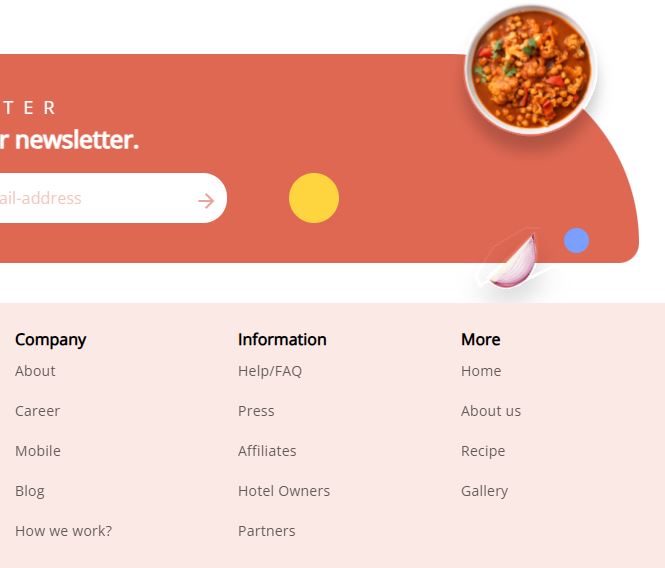 TER
r newsletter.
ail-address
Company
Information
More
About
Help/FAQ
Home
Career
Press
About us
Mobile
Affiliates
Recipe
Blog
Hotel Owners
Gallery
How we work?
Partners